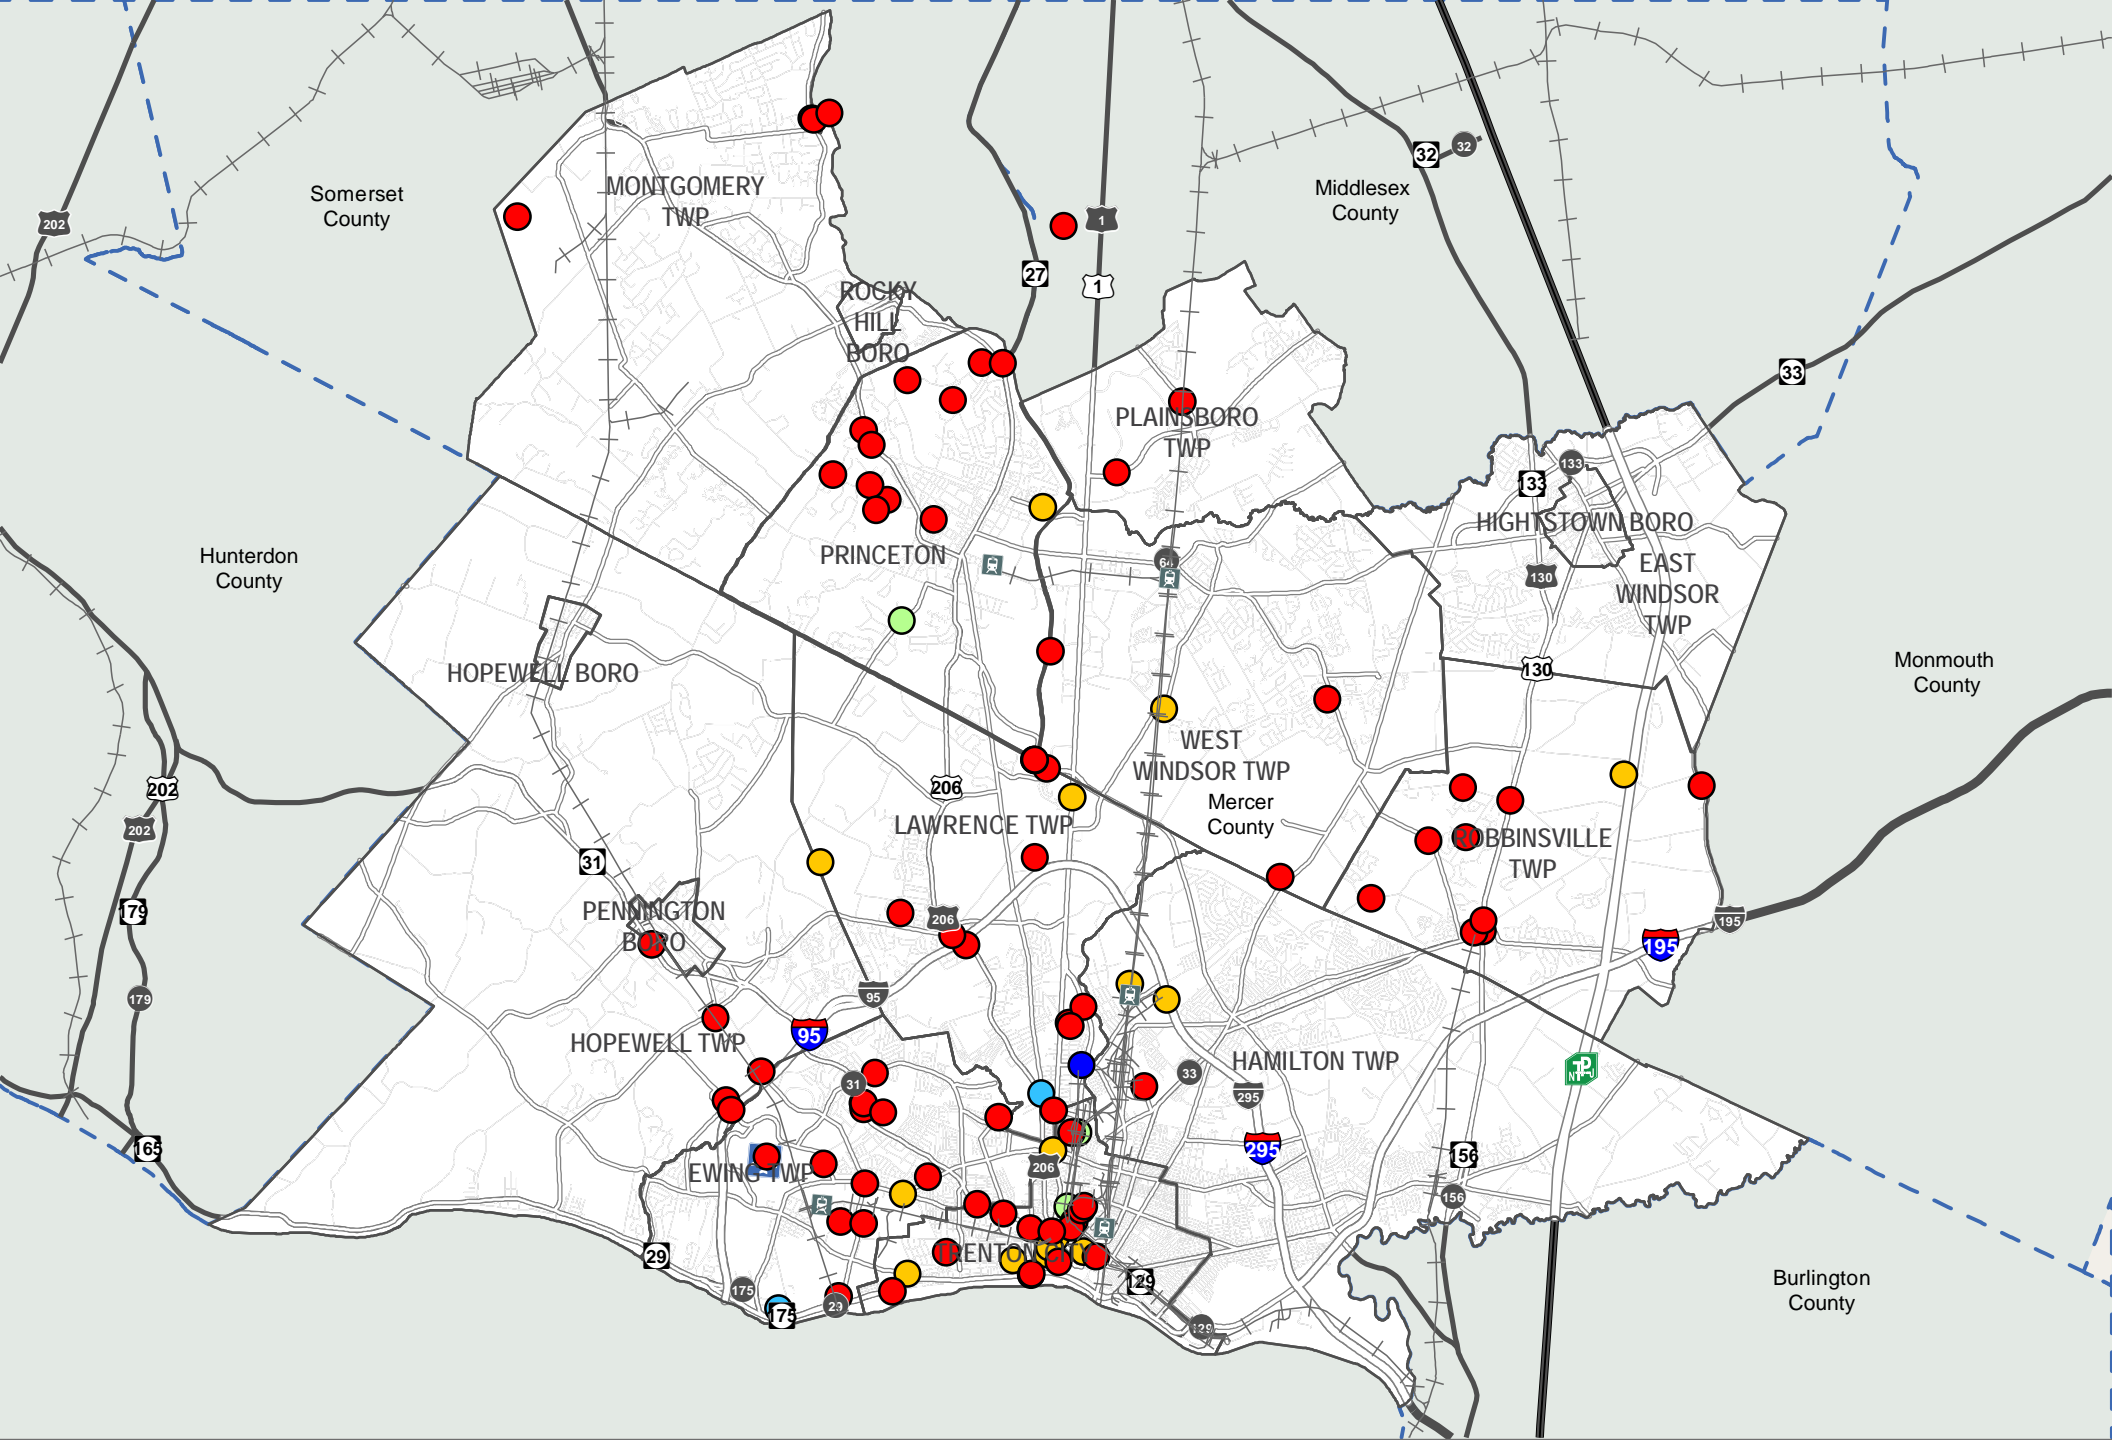 32
32
Somerset
County
MONTGOMERY
TWP
Middlesex
County
202
1
27
1
ROCKY
HILL
BORO
33
PLAINSBORO
TWP
133
133
HIGHTSTOWN BORO
Hunterdon
County
PRINCETON
64
130
EAST
WINDSOR
TWP
HOPEWELL BORO
130
Monmouth
County
WEST
WINDSOR TWP
202
206
Mercer
County
202
LAWRENCE TWP
ROBBINSVILLE
TWP
31
179
PENNINGTON
BORO
206
195
195
179
95
95
HOPEWELL TWP
HAMILTON TWP
33
NTPJ
31
295
165
295
156
206
EWING TWP
156
29
TRENTON CITY
129
175
175
29
129
Burlington
County